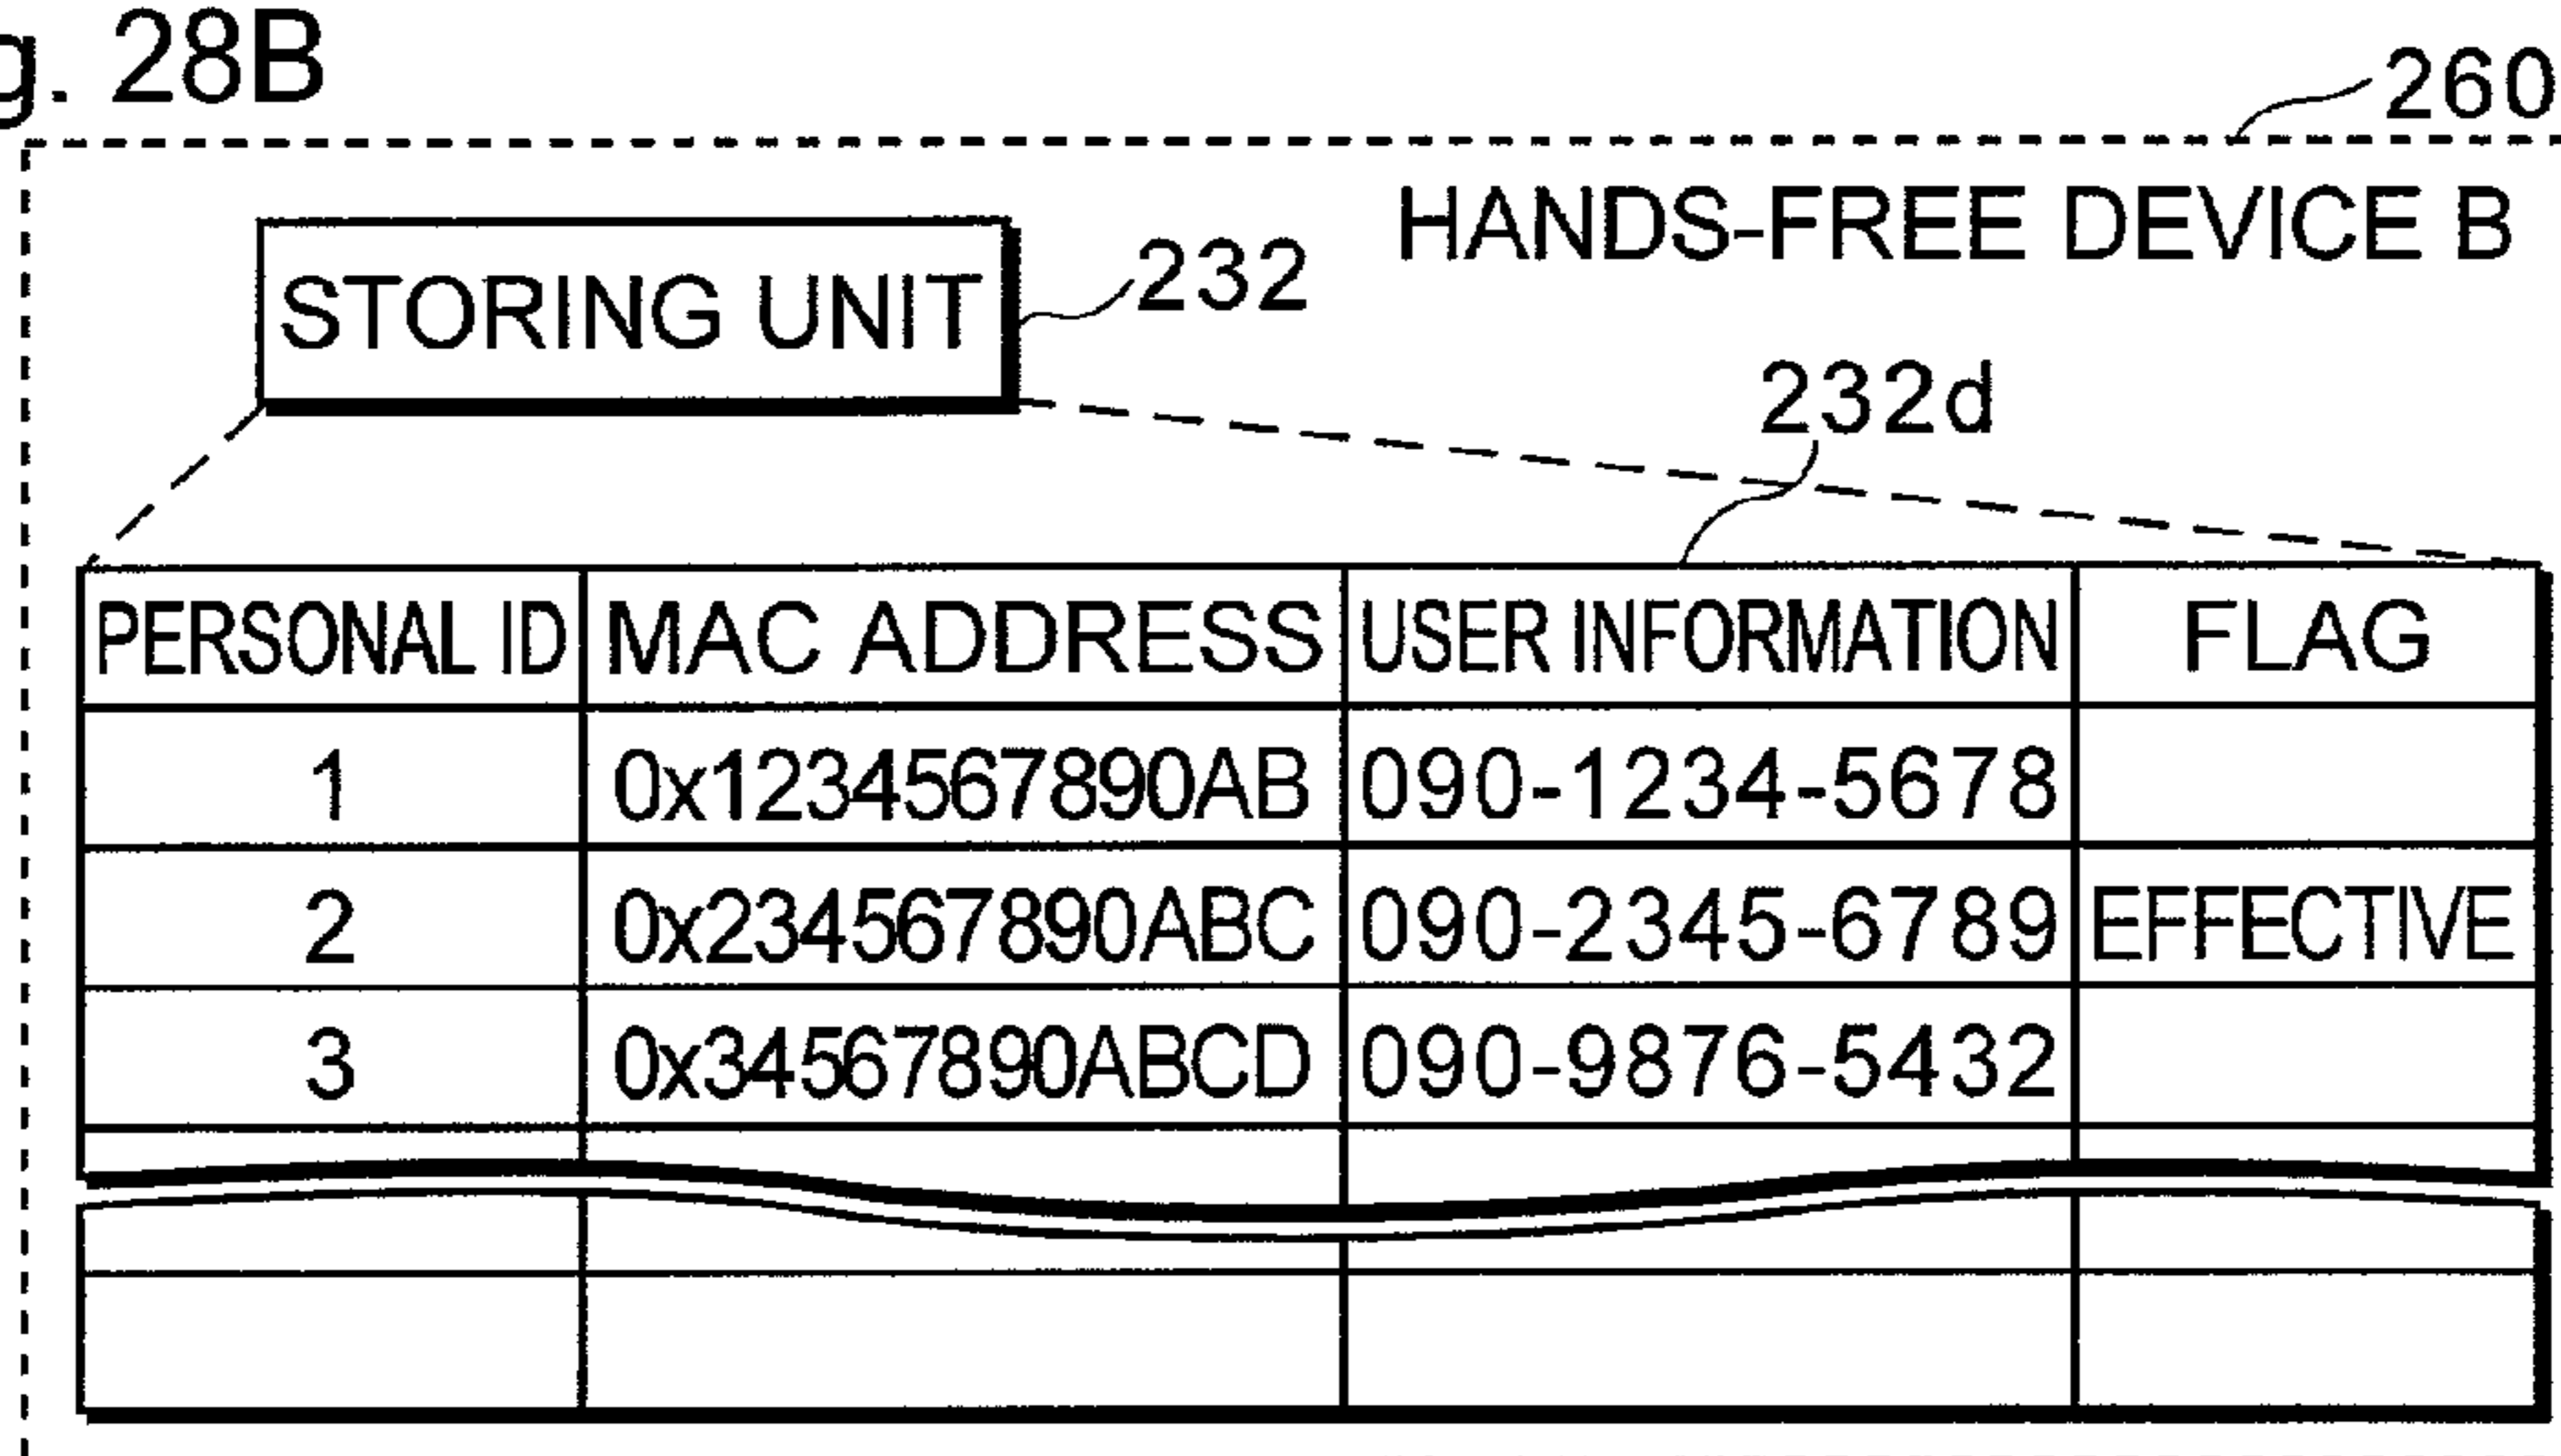 g. 28B
260
HANDS-FREE DEVICE B
STORING UNIT
232
232d
PERSONAL ID MAC ADDRESS USER INFORMATION FLAG
1 0x1234567890AB 090-1234-5678
2 0x234567890ABC 090-2345-6789 EFFECTIVE
3 0x34567890ABCD 090-9876-5432